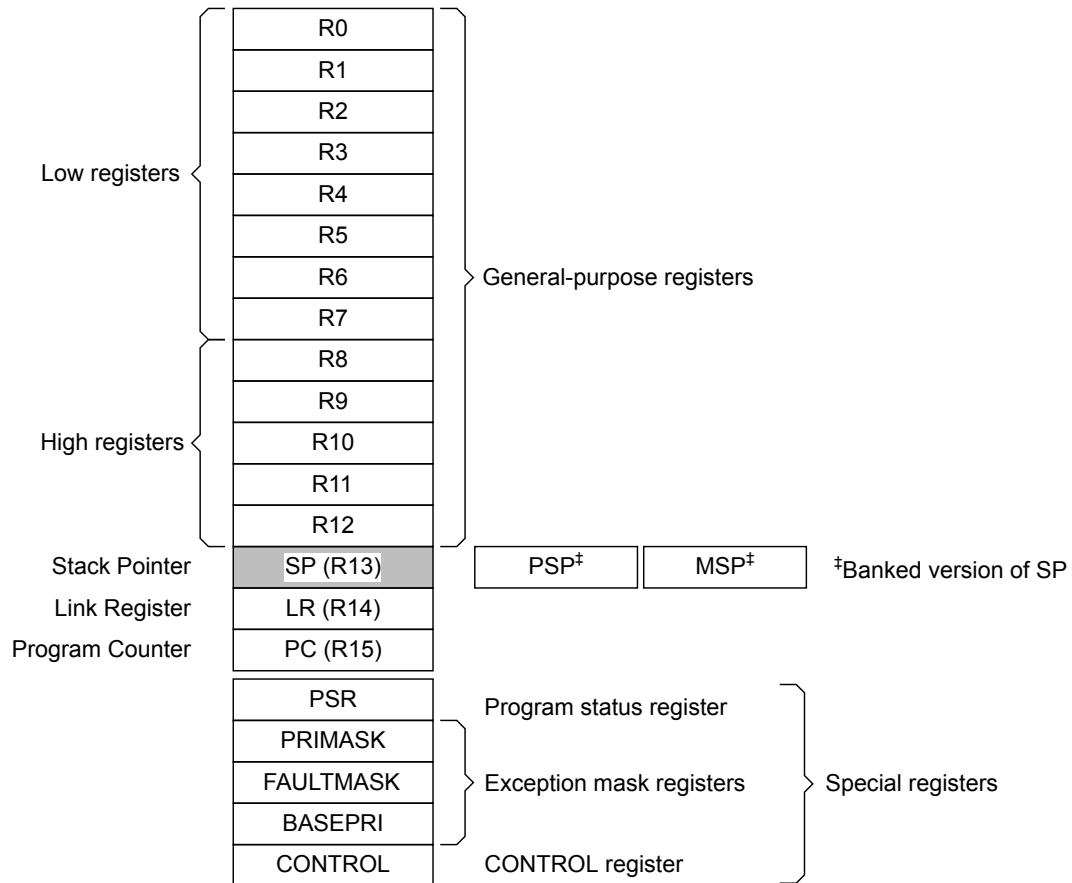 R0
R1
R2
R3
Low registers
R4
R5
R6
General-purpose registers
R7
R8
R9
High registers
R10
R11
R12
Stack Pointer SP (R13) PSP‡ MSP‡ ‡Banked version of SP
Link Register LR (R14)
Program Counter PC (R15)
PSR Program status register
PRIMASK
FAULTMASK Exception mask registers Special registers
BASEPRI
CONTROL CONTROL register